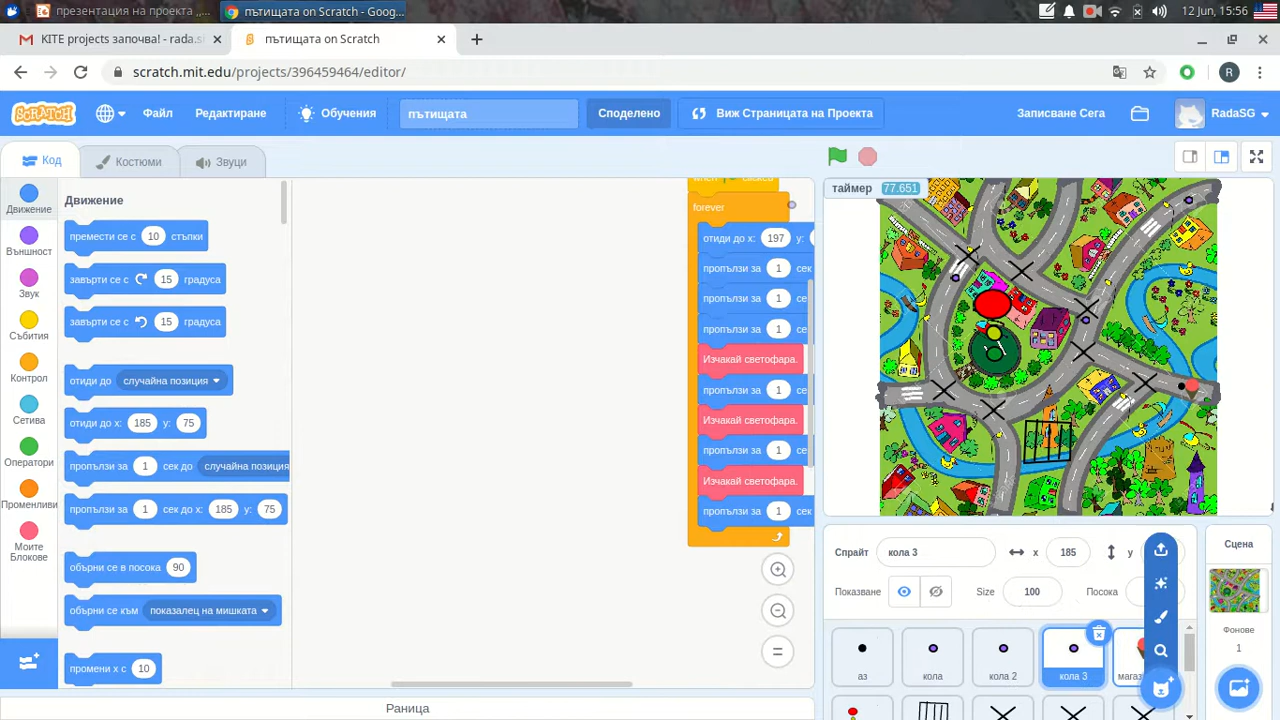 презентация на проекта ,,..
пътищата on Scratch - Goog...
12 Jun, 15:56
KITE projects започва! - rada.s
пътищата on Scratch
scratch.mit.edu/projects/396459464/editor/
R
SCRATCH
Файл
Редактиране
Обучения
пътищата
Споделено
Виж Страницата на Проекта
Записване Сега
RadaSG
Код
Костюми
Звуци
Движение
Външност
Звук
Събития
Контрол
Сетива
Оператори
Променливи
Моите
Блокове
Движение
премести се с 10 стъпки
завърти се с 15 градуса
завърти се с 15 градуса
отиди до случайна позиция
отиди до x: 185 y: 75
пропълзи за 1 сек до случайна позиция
пропълзи за 1 сек до x: 185 y: 75
обърни се в посока 90
обърни се към показалец на мишката
промени x с 10
forever
отиди до x: 197 y:
пропълзи за 1 сек
пропълзи за 1 се
пропълзи за 1 се
Изчакай светофара.
пропълзи за 1 сек
Изчакай светофара.
пропълзи за 1 сек
Изчакай светофара.
пропълзи за 1 сек
Раница
таймер 77.651
Спрайт кола 3 x 185 y
Показване Size 100 Посока
аз
кола
кола 2
кола 3
магаз
Сцена
Фонове
1